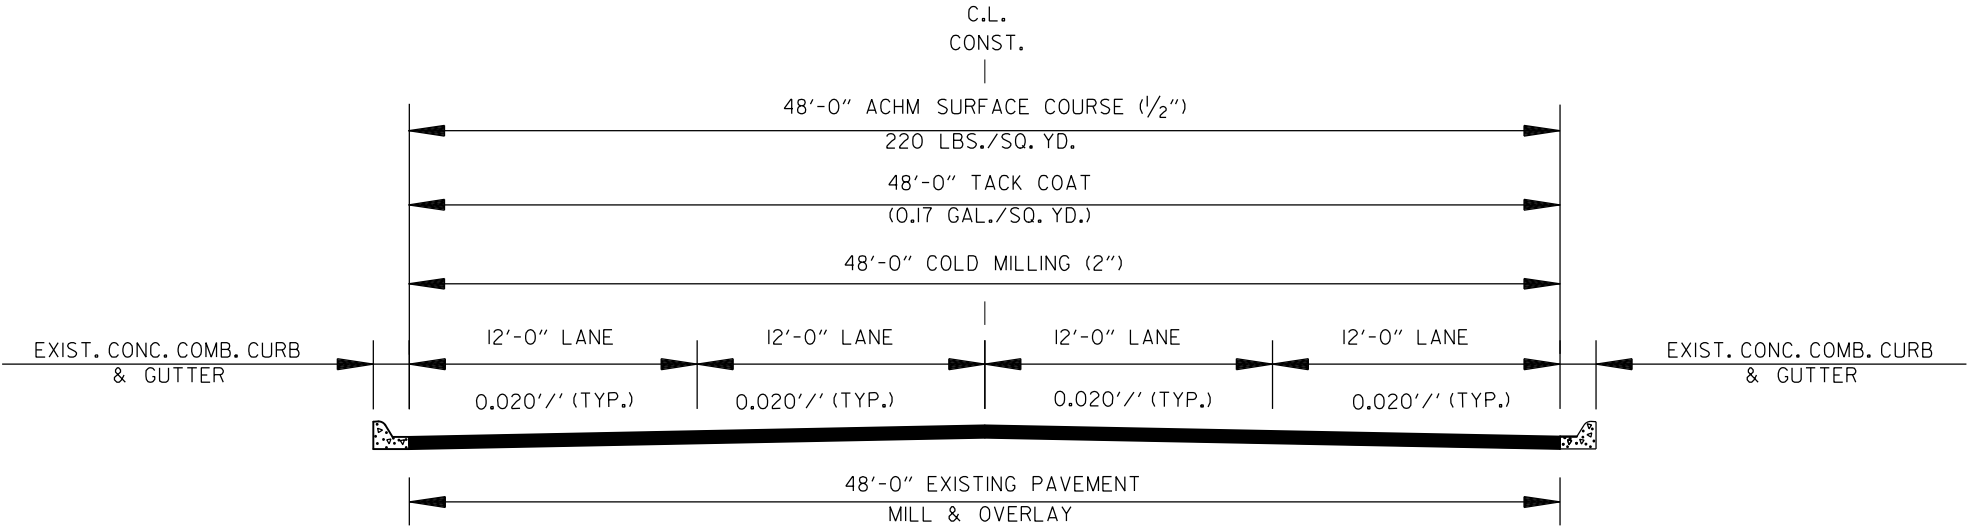 C.L.
CONST.
48'-0" ACHM SURFACE COURSE (1/2")
220 LBS./SQ. YD.
48'-0" TACK COAT
(0.17 GAL./SQ. YD.)
48'-0" COLD MILLING (2")
12'-0" LANE 12'-0" LANE 12'-0" LANE 12'-0" LANE
EXIST. CONC. COMB. CURB
& GUTTER
EXIST. CONC. COMB. CURB
& GUTTER
0.020'/' (TYP.) 0.020'/' (TYP.) 0.020'/' (TYP.) 0.020'/' (TYP.)
48'-0" EXISTING PAVEMENT
MILL & OVERLAY